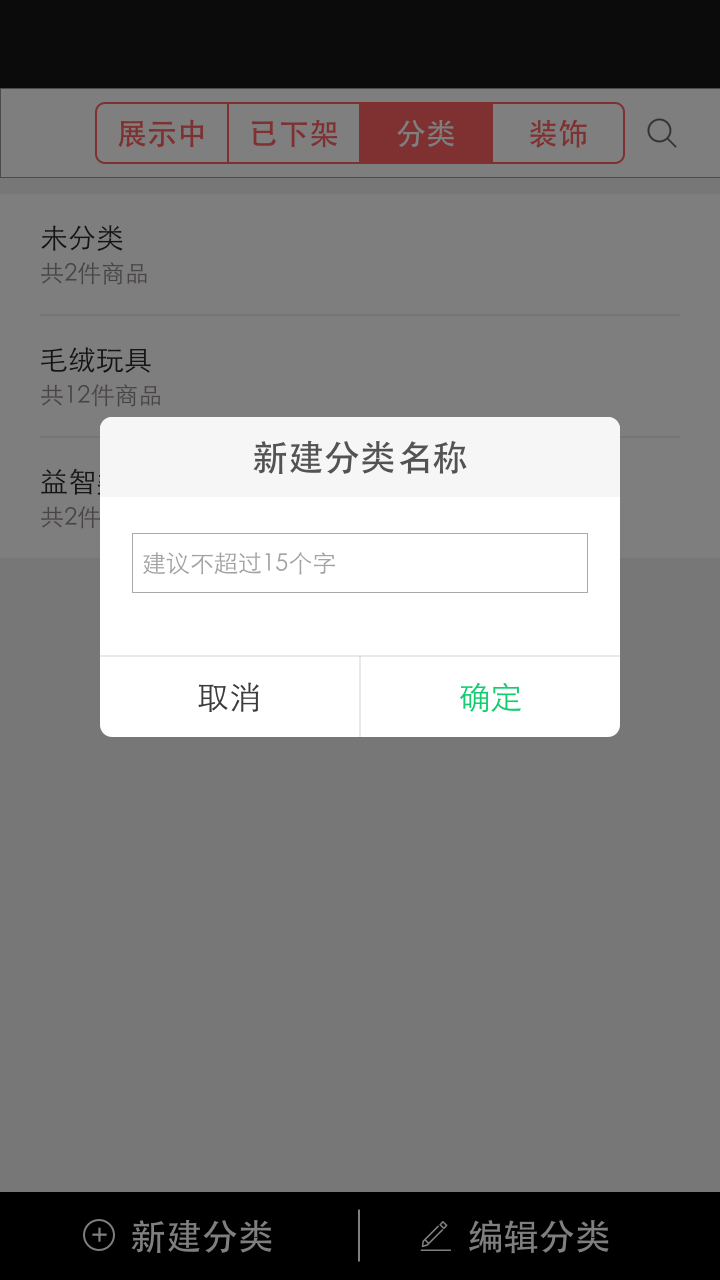 展示中 已下架 分类 装饰
未分类
共2件商品
毛绒玩具
共12件商品
益智
共2件
新建分类名称
建议不超过15个字
取消 确定
新建分类 编辑分类